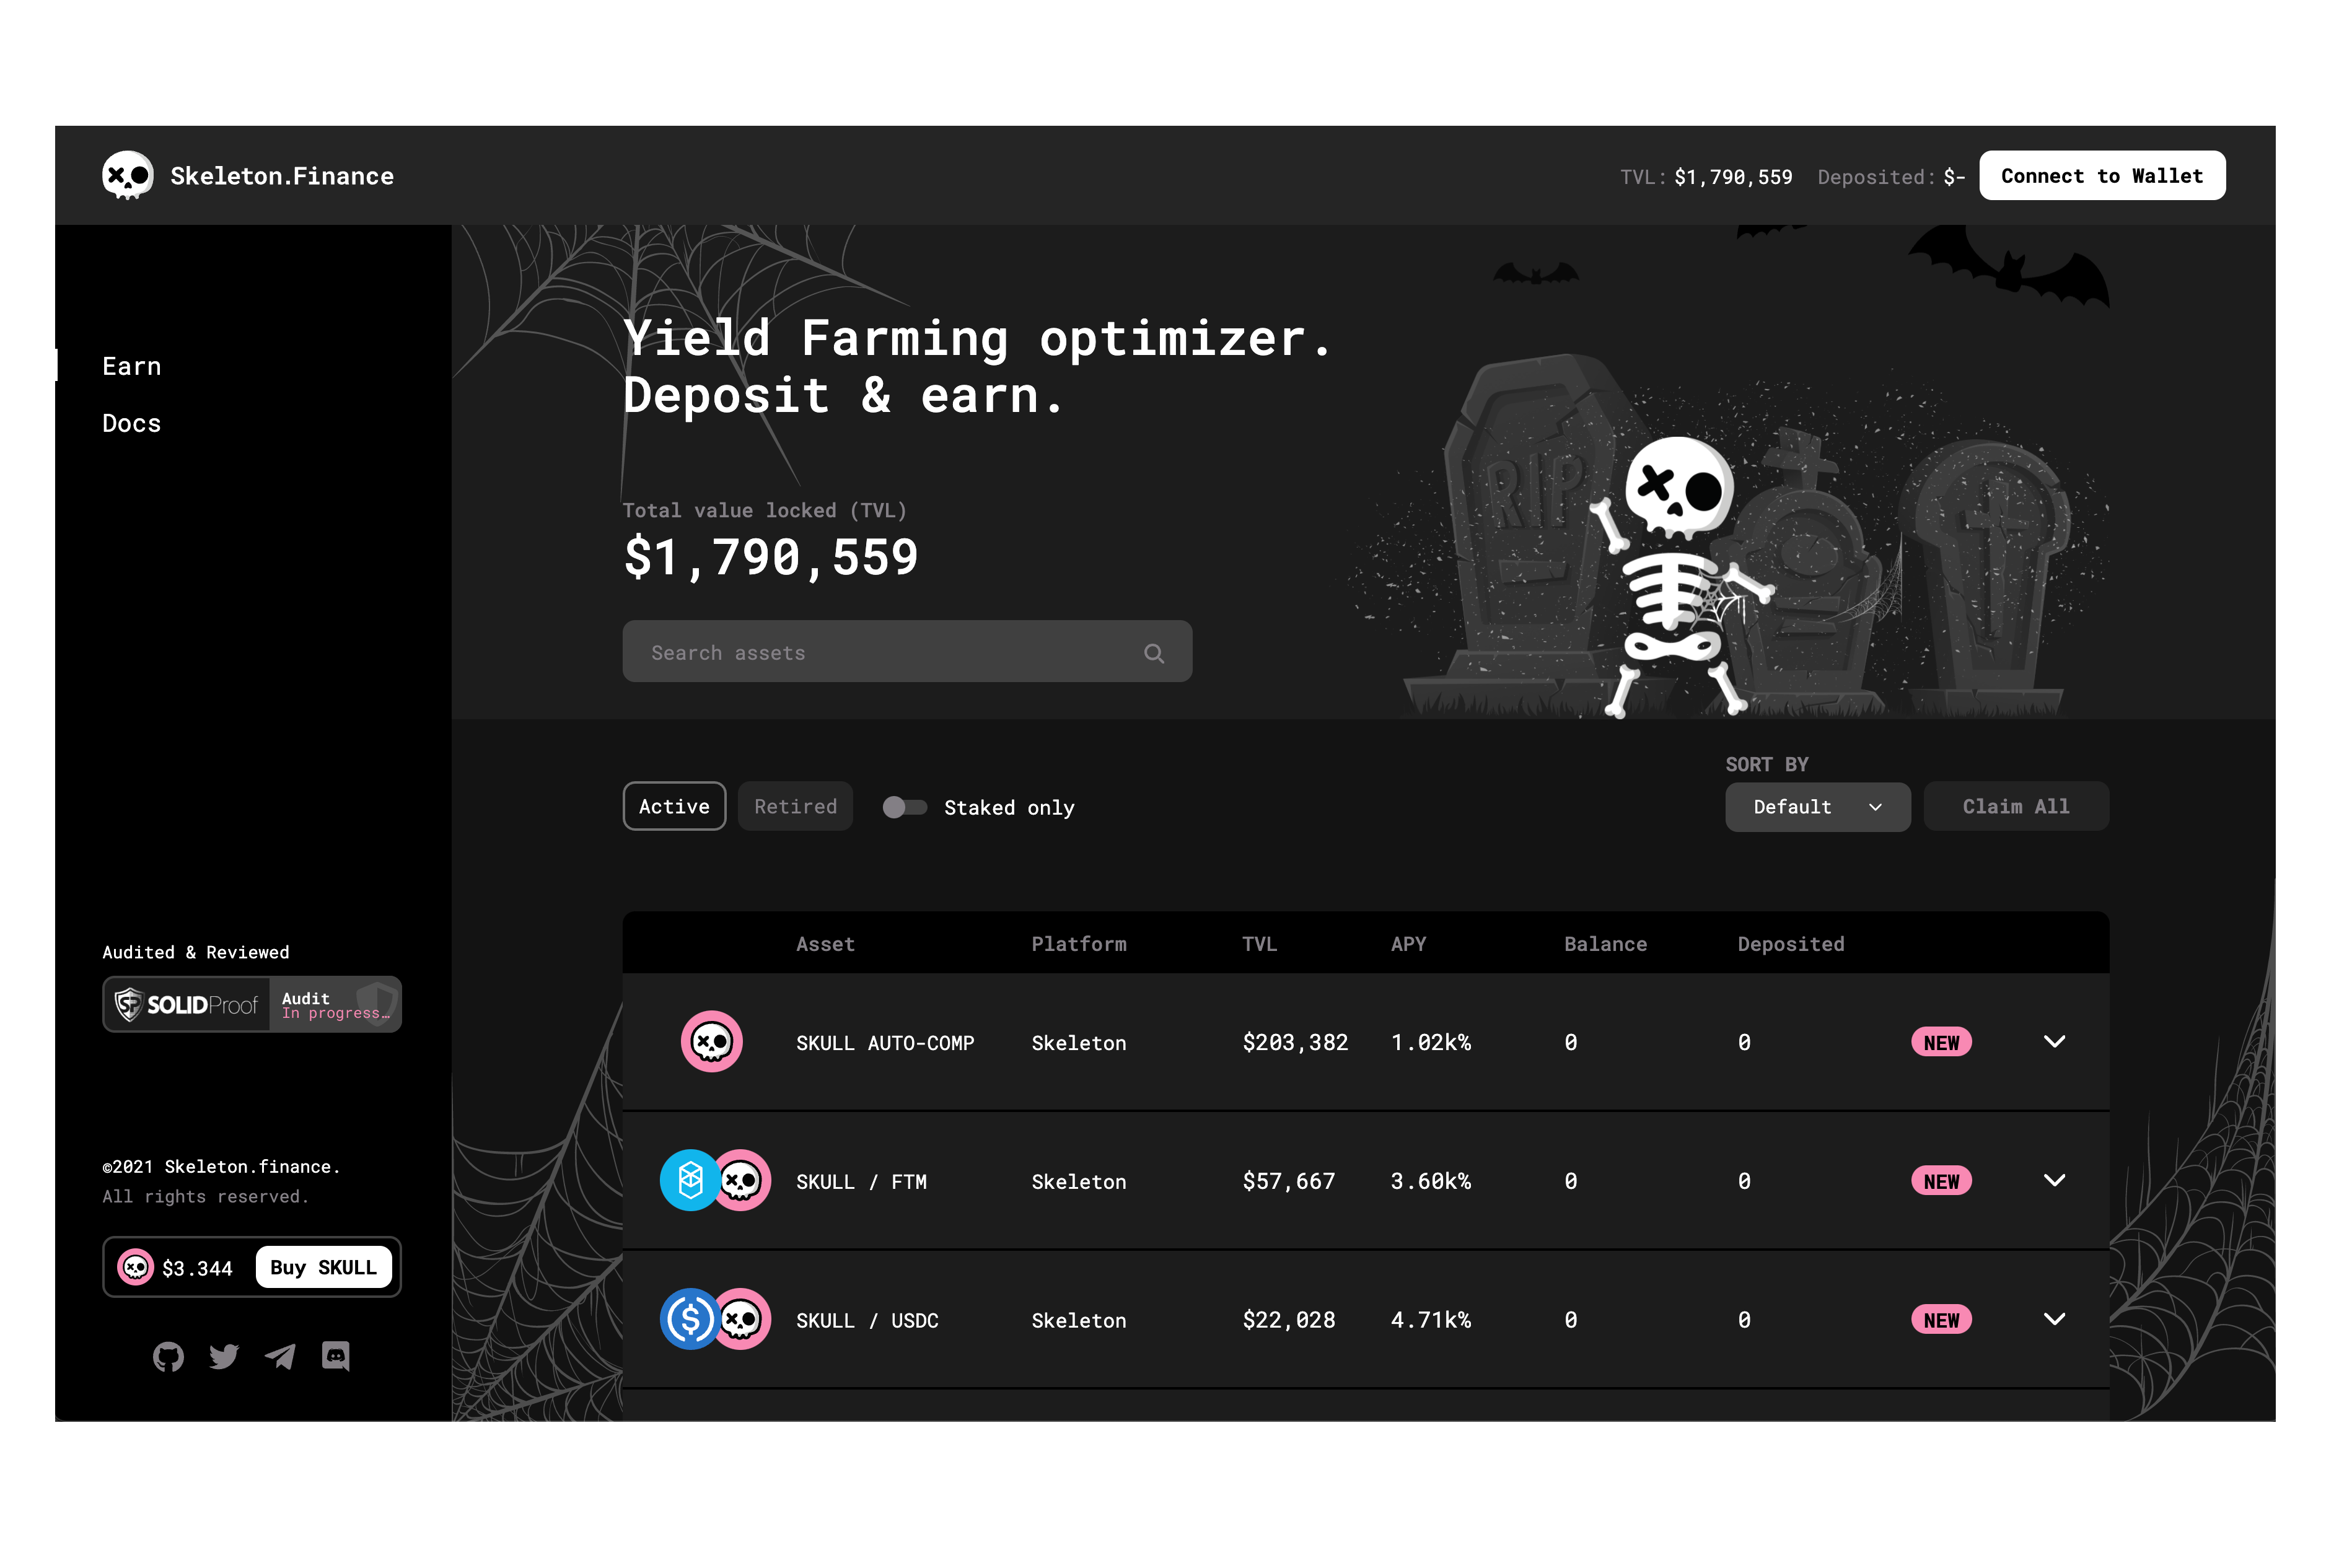 Skeleton.Finance
TVL: $1,790,559 Deposited: $- Connect to Wallet
Earn
Docs
Yield Farming optimizer.
Deposit & earn.
Total value locked (TVL)
$1,790,559
Search assets
RIP
Active Retired Staked only
SORT BY
Default Claim All
Asset Platform TVL APY Balance Deposited
SKULL AUTO-COMP Skeleton $203,382 1.02k% 0 0 NEW
SKULL / FTM Skeleton $57,667 3.60k% 0 0 NEW
SKULL / USDC Skeleton $22,028 4.71k% 0 0 NEW
Audited & Reviewed
SOLIDProof Audit
In progress…
©2021 Skeleton.finance.
All rights reserved.
$3.344 Buy SKULL